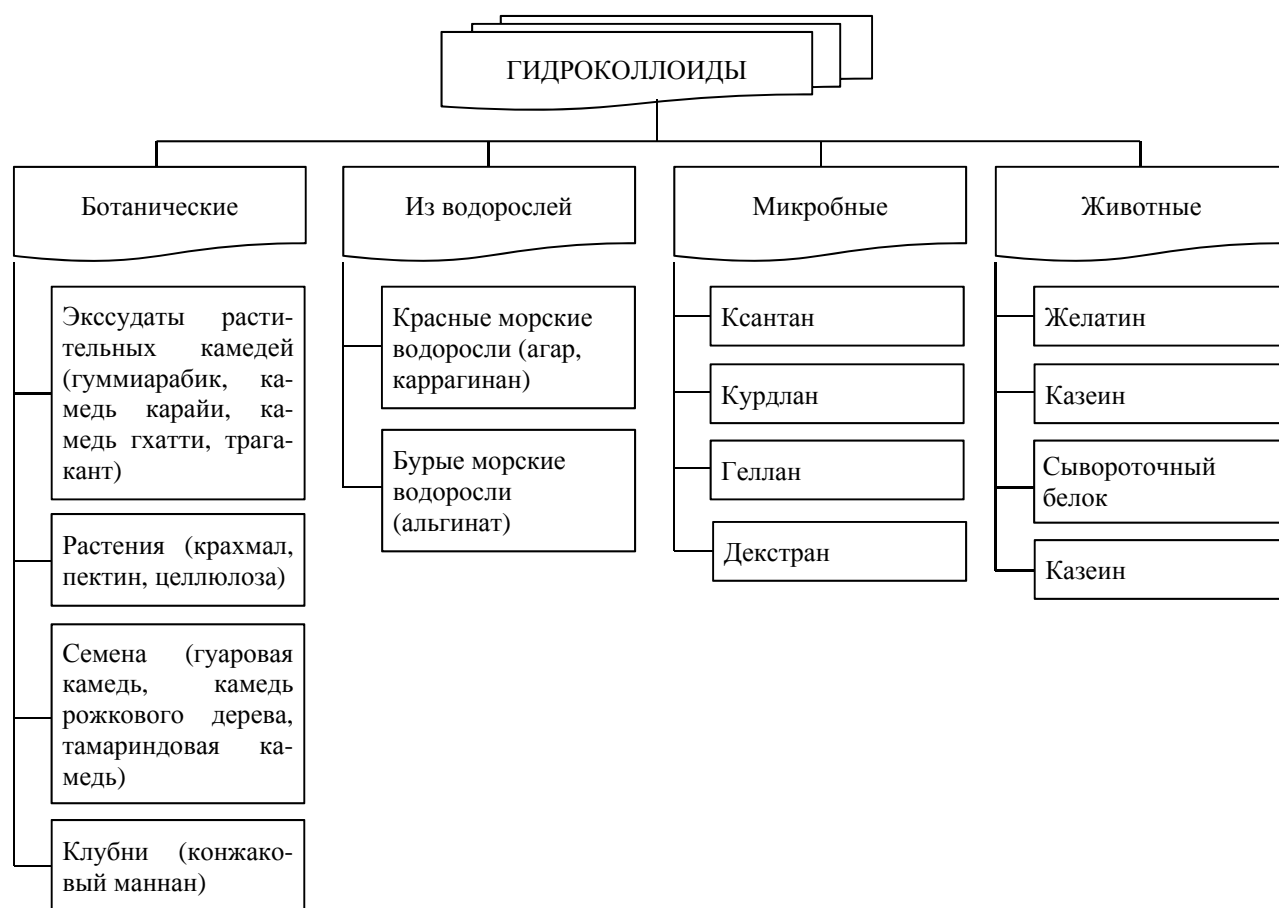 ГИДРОКОЛЛОИДЫ
Ботанические
Экссудаты расти-
тельных камедей
(гуммиарабик, ка-
медь карайи, ка-
медь гхатти, трага-
кант)
Растения (крахмал,
пектин, целлюлоза)
Семена (гуаровая
камедь, камедь
рожкового дерева,
тамариндовая ка-
медь)
Клубни (конжако-
вый маннан)
Из водорослей
Красные морские
водоросли (агар,
каррагинан)
Бурые морские
водоросли
(альгинат)
Микробные
Ксантан
Курдлан
Геллан
Декстран
Животные
Желатин
Казеин
Сывороточный
белок
Казеин